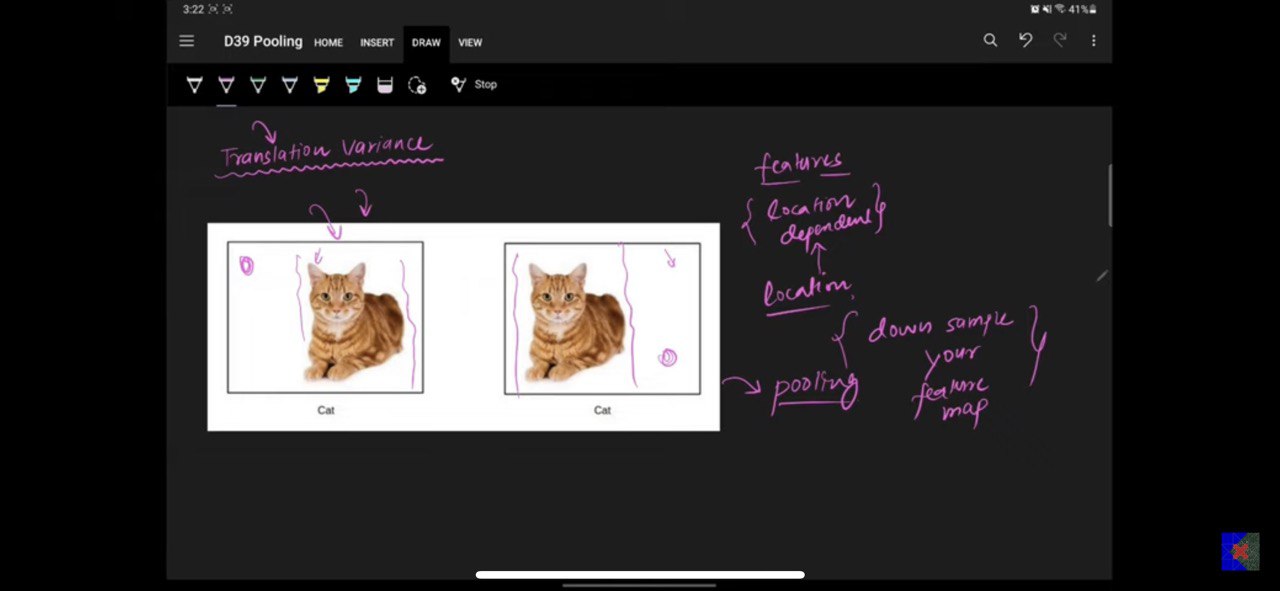 3:22
41%
D39 Pooling HOME INSERT DRAW VIEW
Stop
Translation Variance
features
location
dependent
location
down sample
your
feature
map
pooling
Cat
Cat